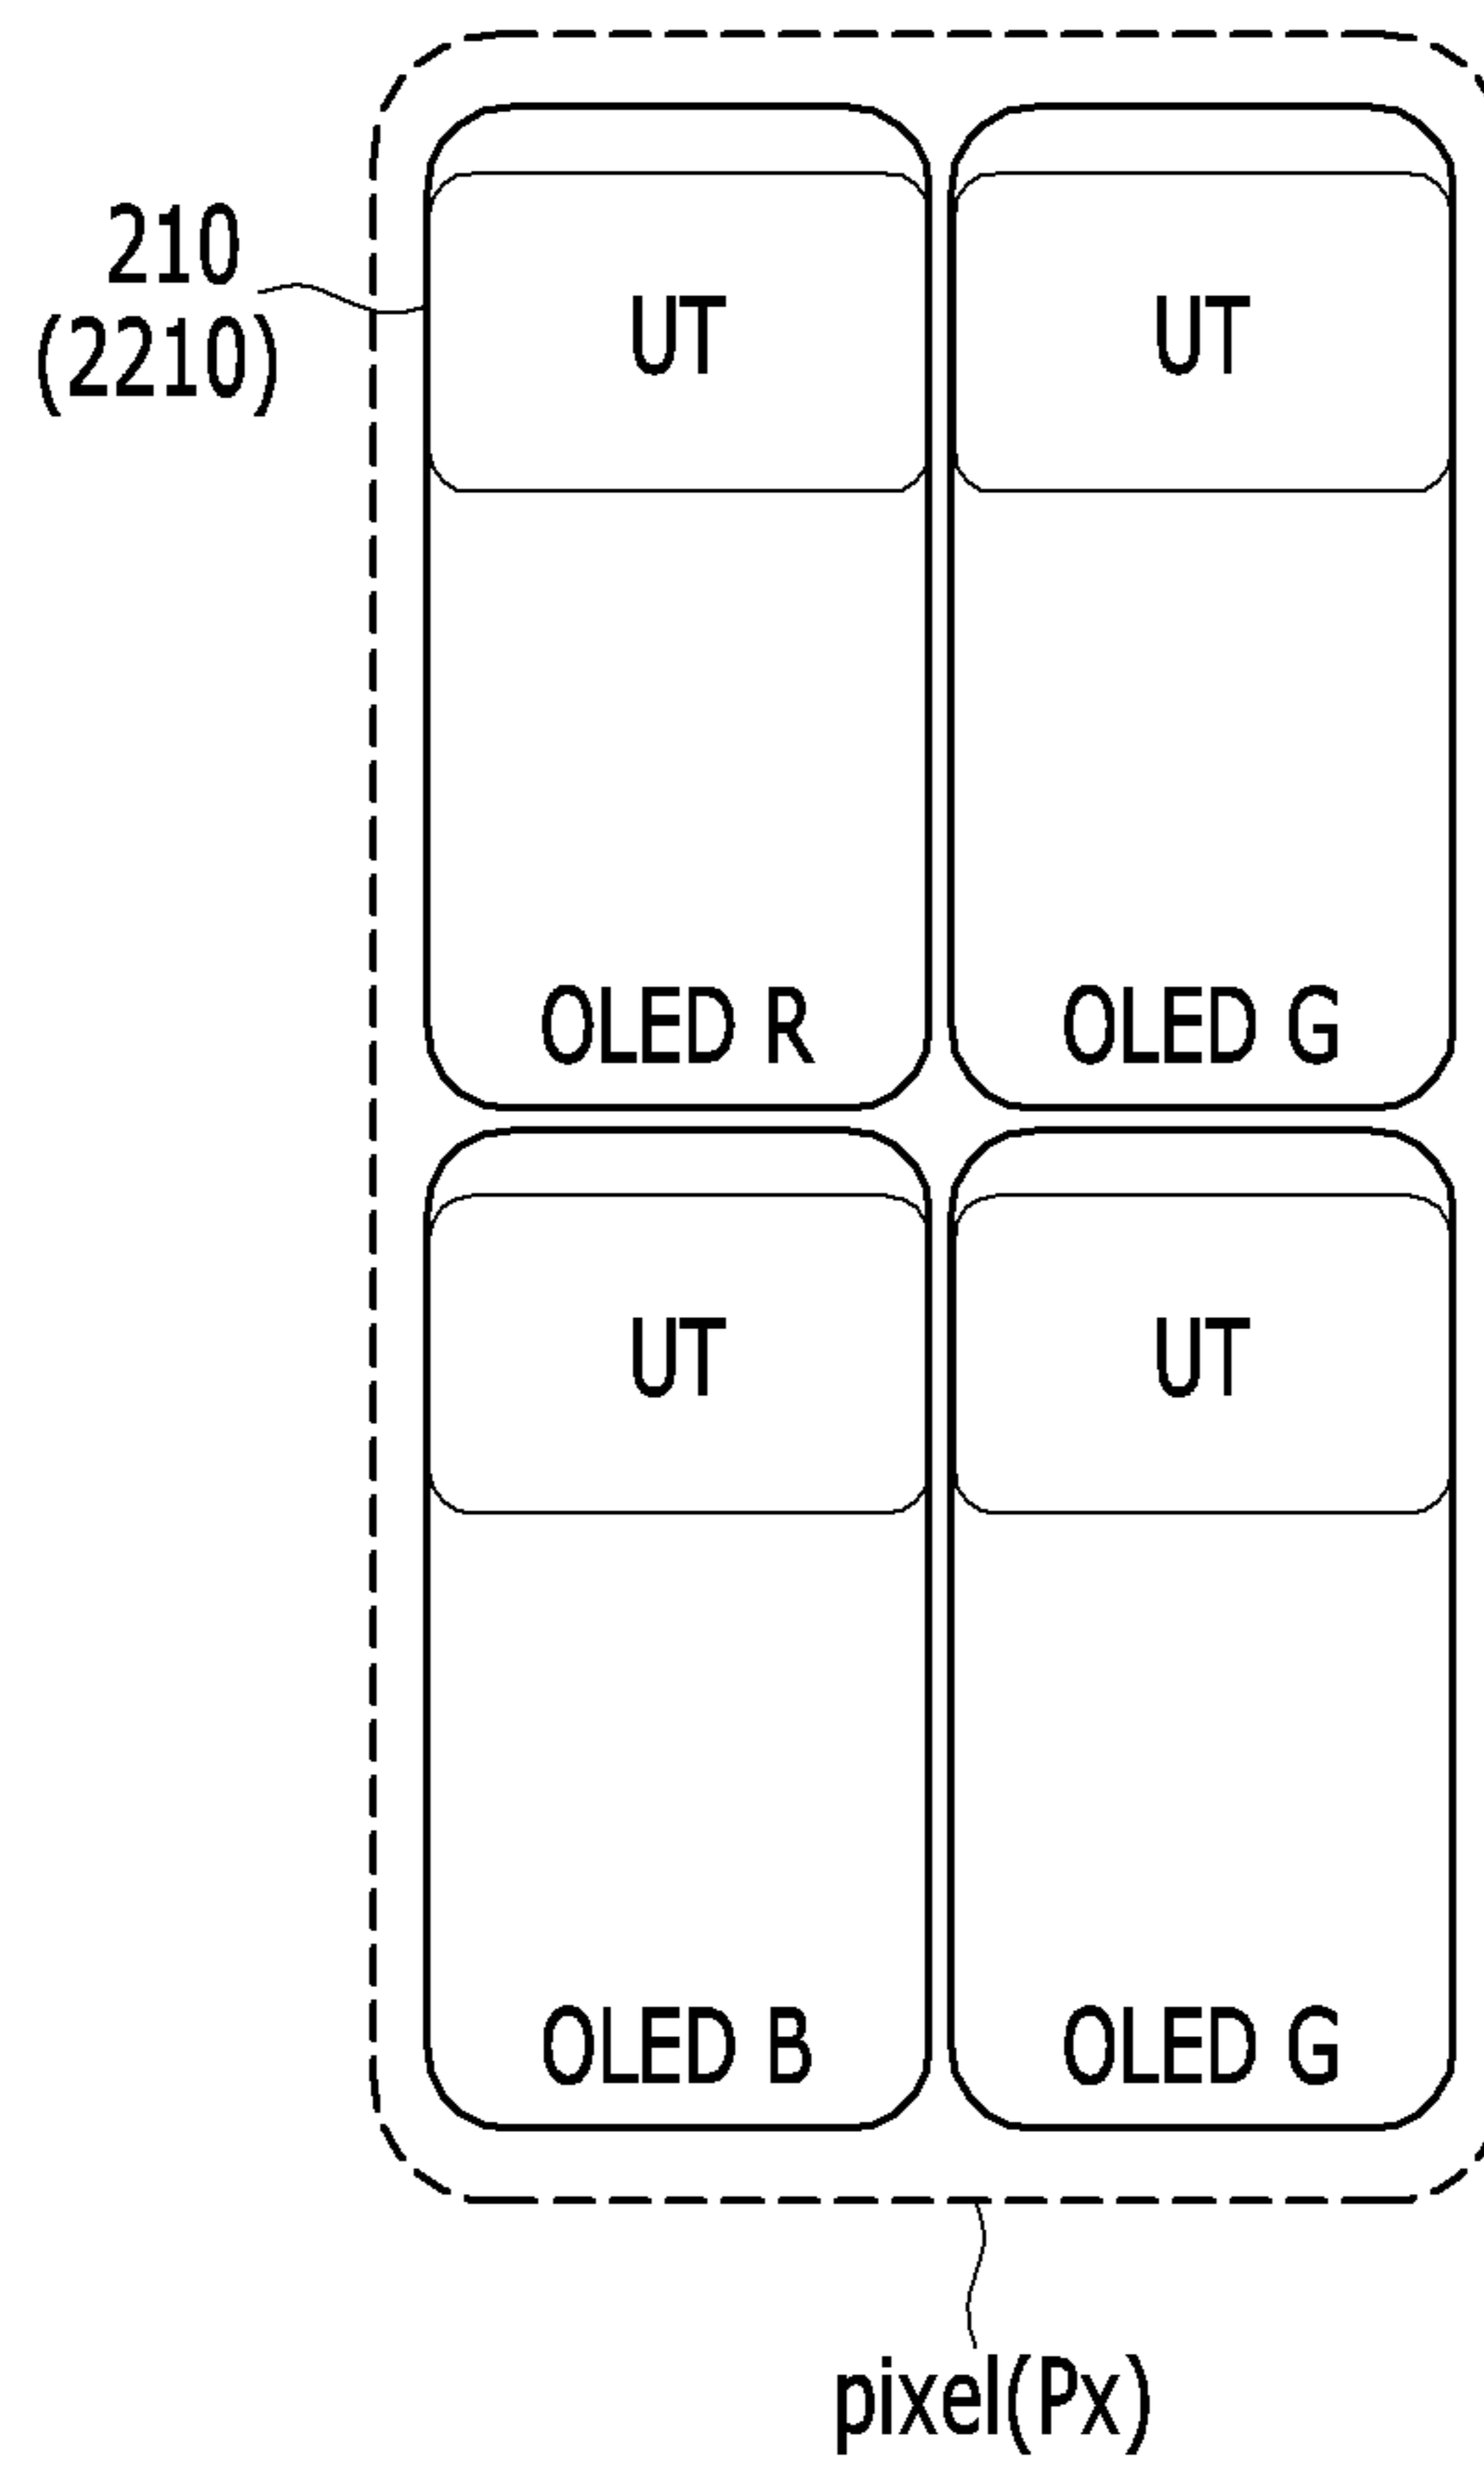 210
(2210)
UT
UT
OLED R
OLED G
UT
UT
OLED B
OLED G
pixel(Px)